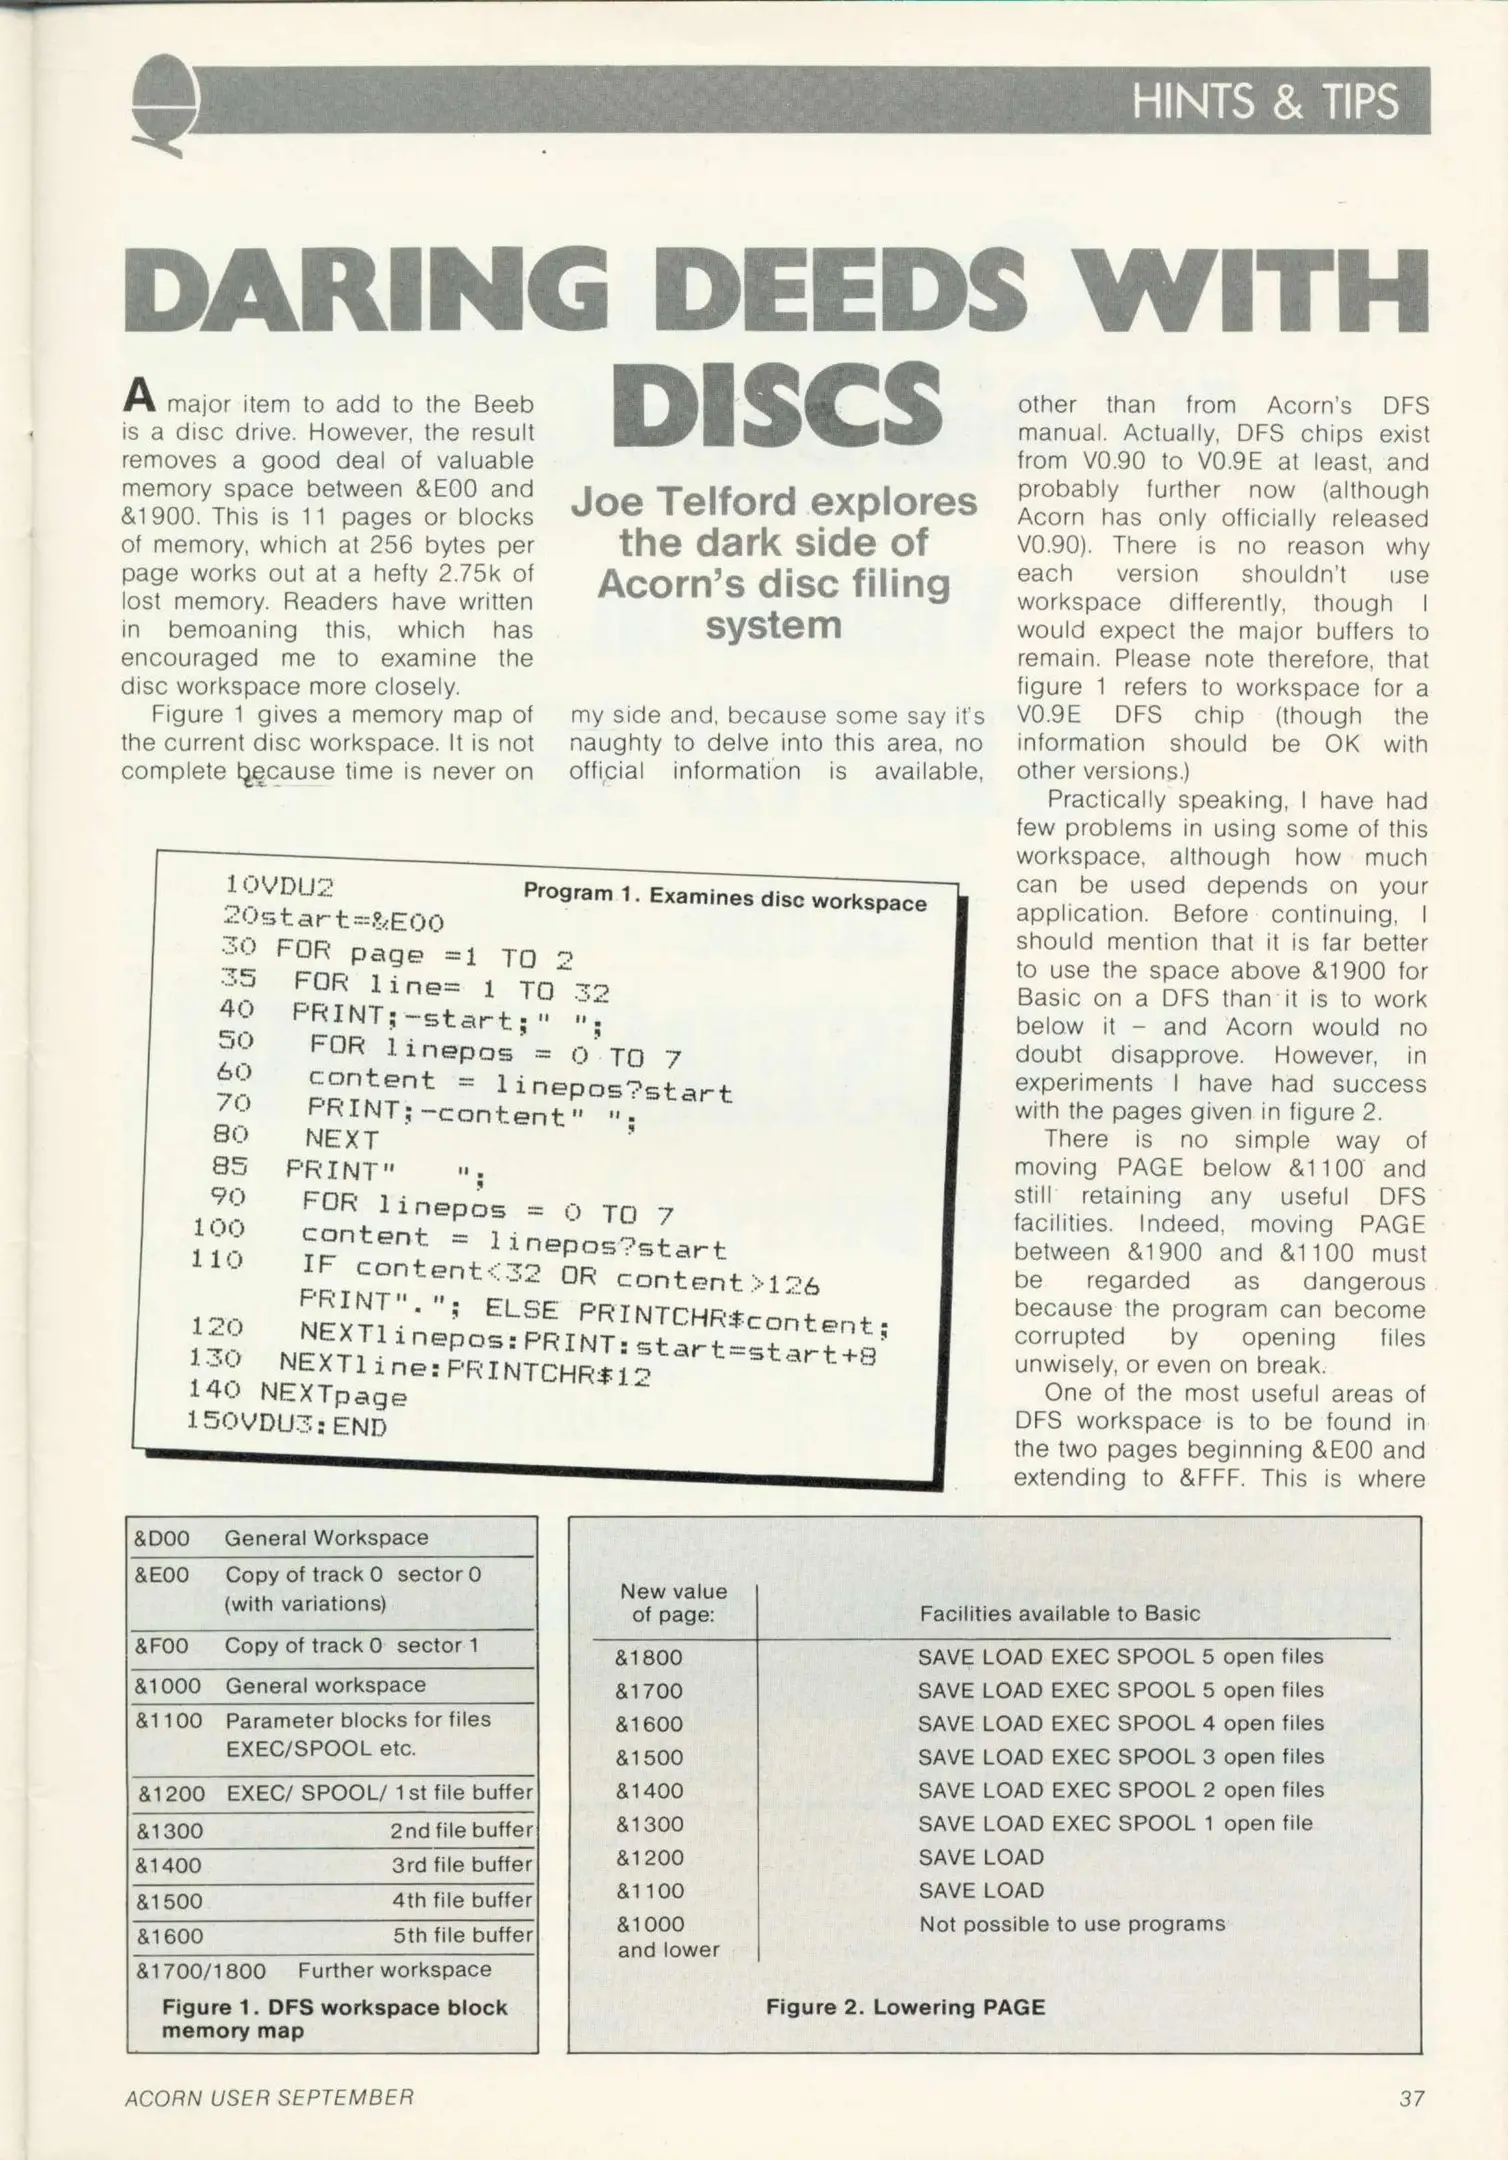 HINTS & TIPS
DARING DEEDS WITH
DISCS
Joe Telford explores
the dark side of
Acorn's disc filing
system
A major item to add to the Beeb
is a disc drive. However, the result
removes a good deal of valuable
memory space between &E00 and
&1900. This is 11 pages or blocks
of memory, which at 256 bytes per
page works out at a hefty 2.75k of
lost memory. Readers have written
in bemoaning this, which has
encouraged me to examine the
disc workspace more closely.
Figure 1 gives a memory map of
the current disc workspace. It is not
complete because time is never on
my side and, because some say it's
naughty to delve into this area, no
official information is available,
other than from Acorn's DFS
manual. Actually, DFS chips exist
from V0.90 to V0.9E at least, and
probably further now (although
Acorn has only officially released
V0.90). There is no reason why
each version shouldn't use
workspace differently, though I
would expect the major buffers to
remain. Please note therefore, that
figure 1 refers to workspace for a
V0.9E DFS chip (though the
information should be OK with
other versions.)
Practically speaking, I have had
few problems in using some of this
workspace, although how much
can be used depends on your
application. Before continuing, I
should mention that it is far better
to use the space above &1900 for
Basic on a DFS than it is to work
below it – and Acorn would no
doubt disapprove. However, in
experiments I have had success
with the pages given in figure 2.
There is no simple way of
moving PAGE below &1100 and
still retaining any useful DFS
facilities. Indeed, moving PAGE
between &1900 and &1100 must
be regarded as dangerous
because the program can become
corrupted by opening files
unwisely, or even on break.
One of the most useful areas of
DFS workspace is to be found in
the two pages beginning &E00 and
extending to &FFF. This is where
Program 1. Examines disc workspace
10VDU2
20start=&E00
30 FOR page =1 TO 2
35 FOR line= 1 TO 32
40 PRINT;~start;" ";
50 FOR linepos = 0 TO 7
60 content = linepos?start
70 PRINT;~content" ";
80 NEXT
85 PRINT" ";
90 FOR linepos = 0 TO 7
100 content = linepos?start
110 IF content<32 OR content>126
PRINT"."; ELSE PRINTCHR$content;
120 NEXTlinepos:PRINT:start=start+8
130 NEXTline:PRINTCHR$12
140 NEXTpage
150VDU3:END
&D00 General Workspace
&E00 Copy of track 0 sector 0
(with variations)
&F00 Copy of track 0 sector 1
&1000 General workspace
&1100 Parameter blocks for files
EXEC/SPOOL etc.
&1200 EXEC/ SPOOL/ 1st file buffer
&1300 2nd file buffer
&1400 3rd file buffer
&1500 4th file buffer
&1600 5th file buffer
&1700/1800 Further workspace
Figure 1. DFS workspace block
memory map
New value
of page:
Facilities available to Basic
&1800 SAVE LOAD EXEC SPOOL 5 open files
&1700 SAVE LOAD EXEC SPOOL 5 open files
&1600 SAVE LOAD EXEC SPOOL 4 open files
&1500 SAVE LOAD EXEC SPOOL 3 open files
&1400 SAVE LOAD EXEC SPOOL 2 open files
&1300 SAVE LOAD EXEC SPOOL 1 open file
&1200 SAVE LOAD
&1100 SAVE LOAD
&1000 Not possible to use programs
and lower
Figure 2. Lowering PAGE
ACORN USER SEPTEMBER
37